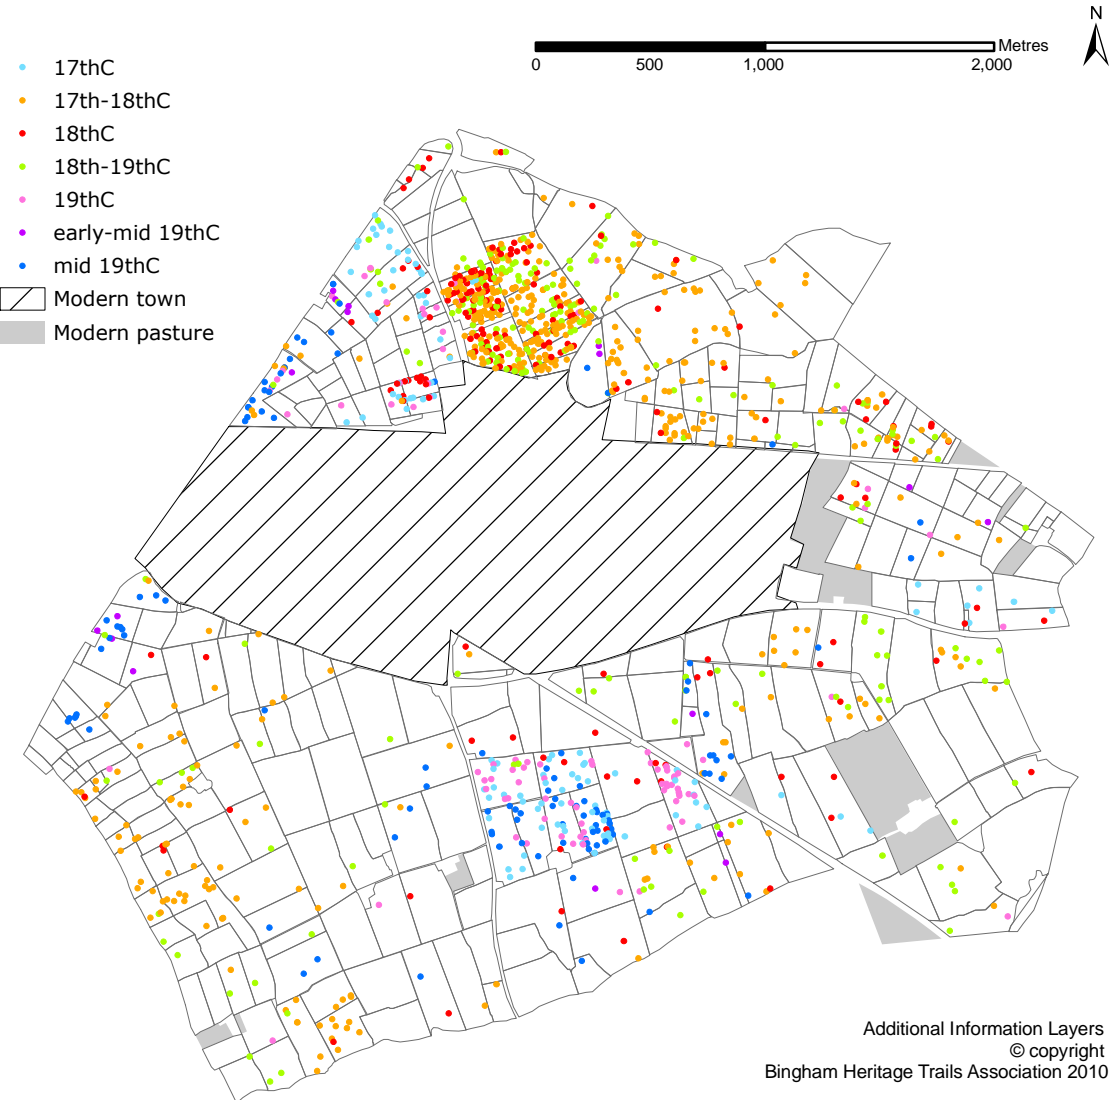 N
Metres
0 500 1,000 2,000
17thC
17th-18thC
18thC
18th-19thC
19thC
early-mid 19thC
mid 19thC
Modern town
Modern pasture
Additional Information Layers
© copyright
Bingham Heritage Trails Association 2010